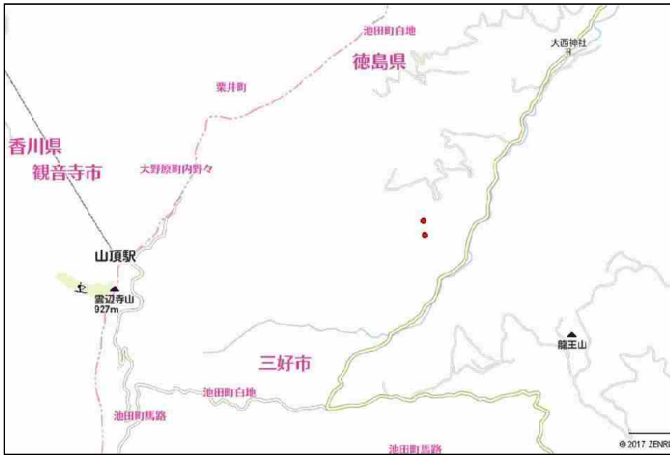 池田町白地
徳島県
大西神社
粟井町
香川県
観音寺市
大野原町内野々
山頂駅
雲辺寺山
927m
三好市
龍王山
池田町白地
池田町馬路
池田町馬路
© 2017 ZENRI